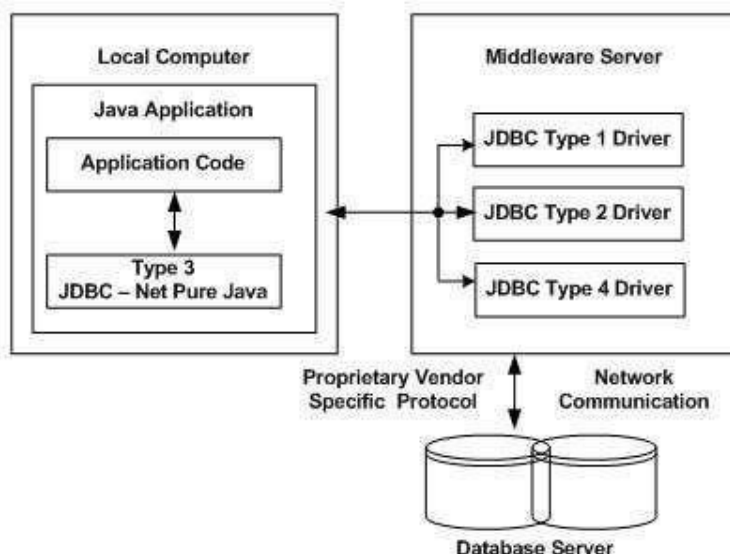 Local Computer
Java Application
Application Code
Type 3
JDBC – Net Pure Java
Middleware Server
JDBC Type 1 Driver
JDBC Type 2 Driver
JDBC Type 4 Driver
Proprietary Vendor
Specific Protocol
Network
Communication
Database Server